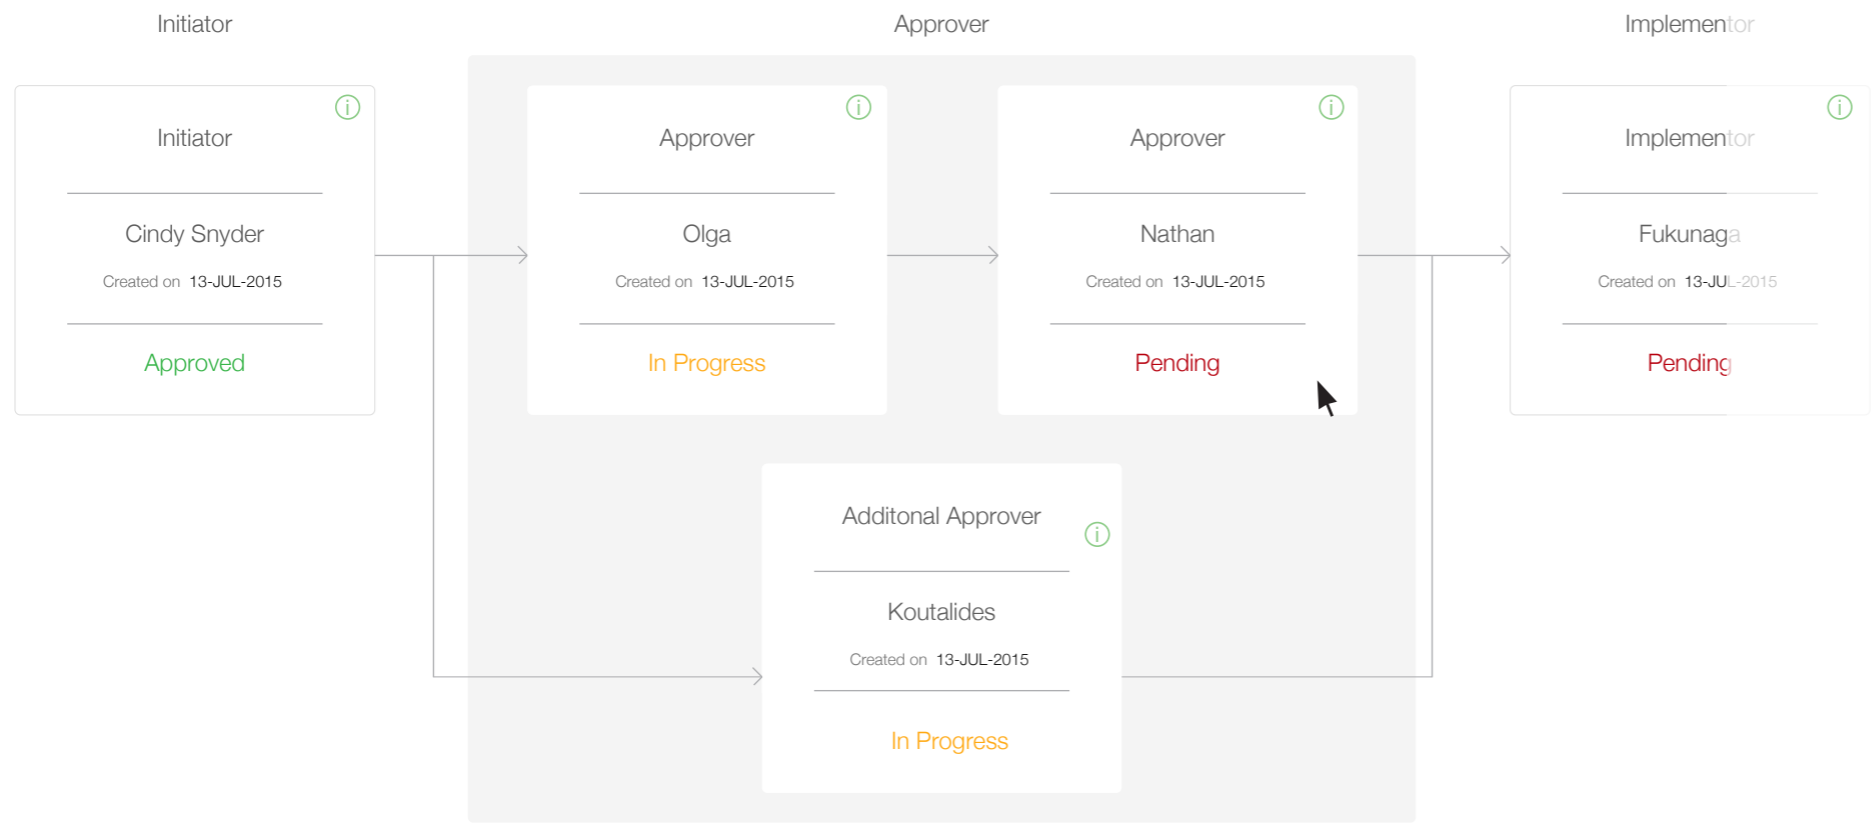 Initiator
Approver
Implementor
Initiator
Cindy Snyder
Created on 13-JUL-2015
Approved
Approver
Olga
Created on 13-JUL-2015
In Progress
Approver
Nathan
Created on 13-JUL-2015
Pending
Implementor
Fukunaga
Created on 13-JUL-2015
Pending
Additonal Approver
Koutalides
Created on 13-JUL-2015
In Progress